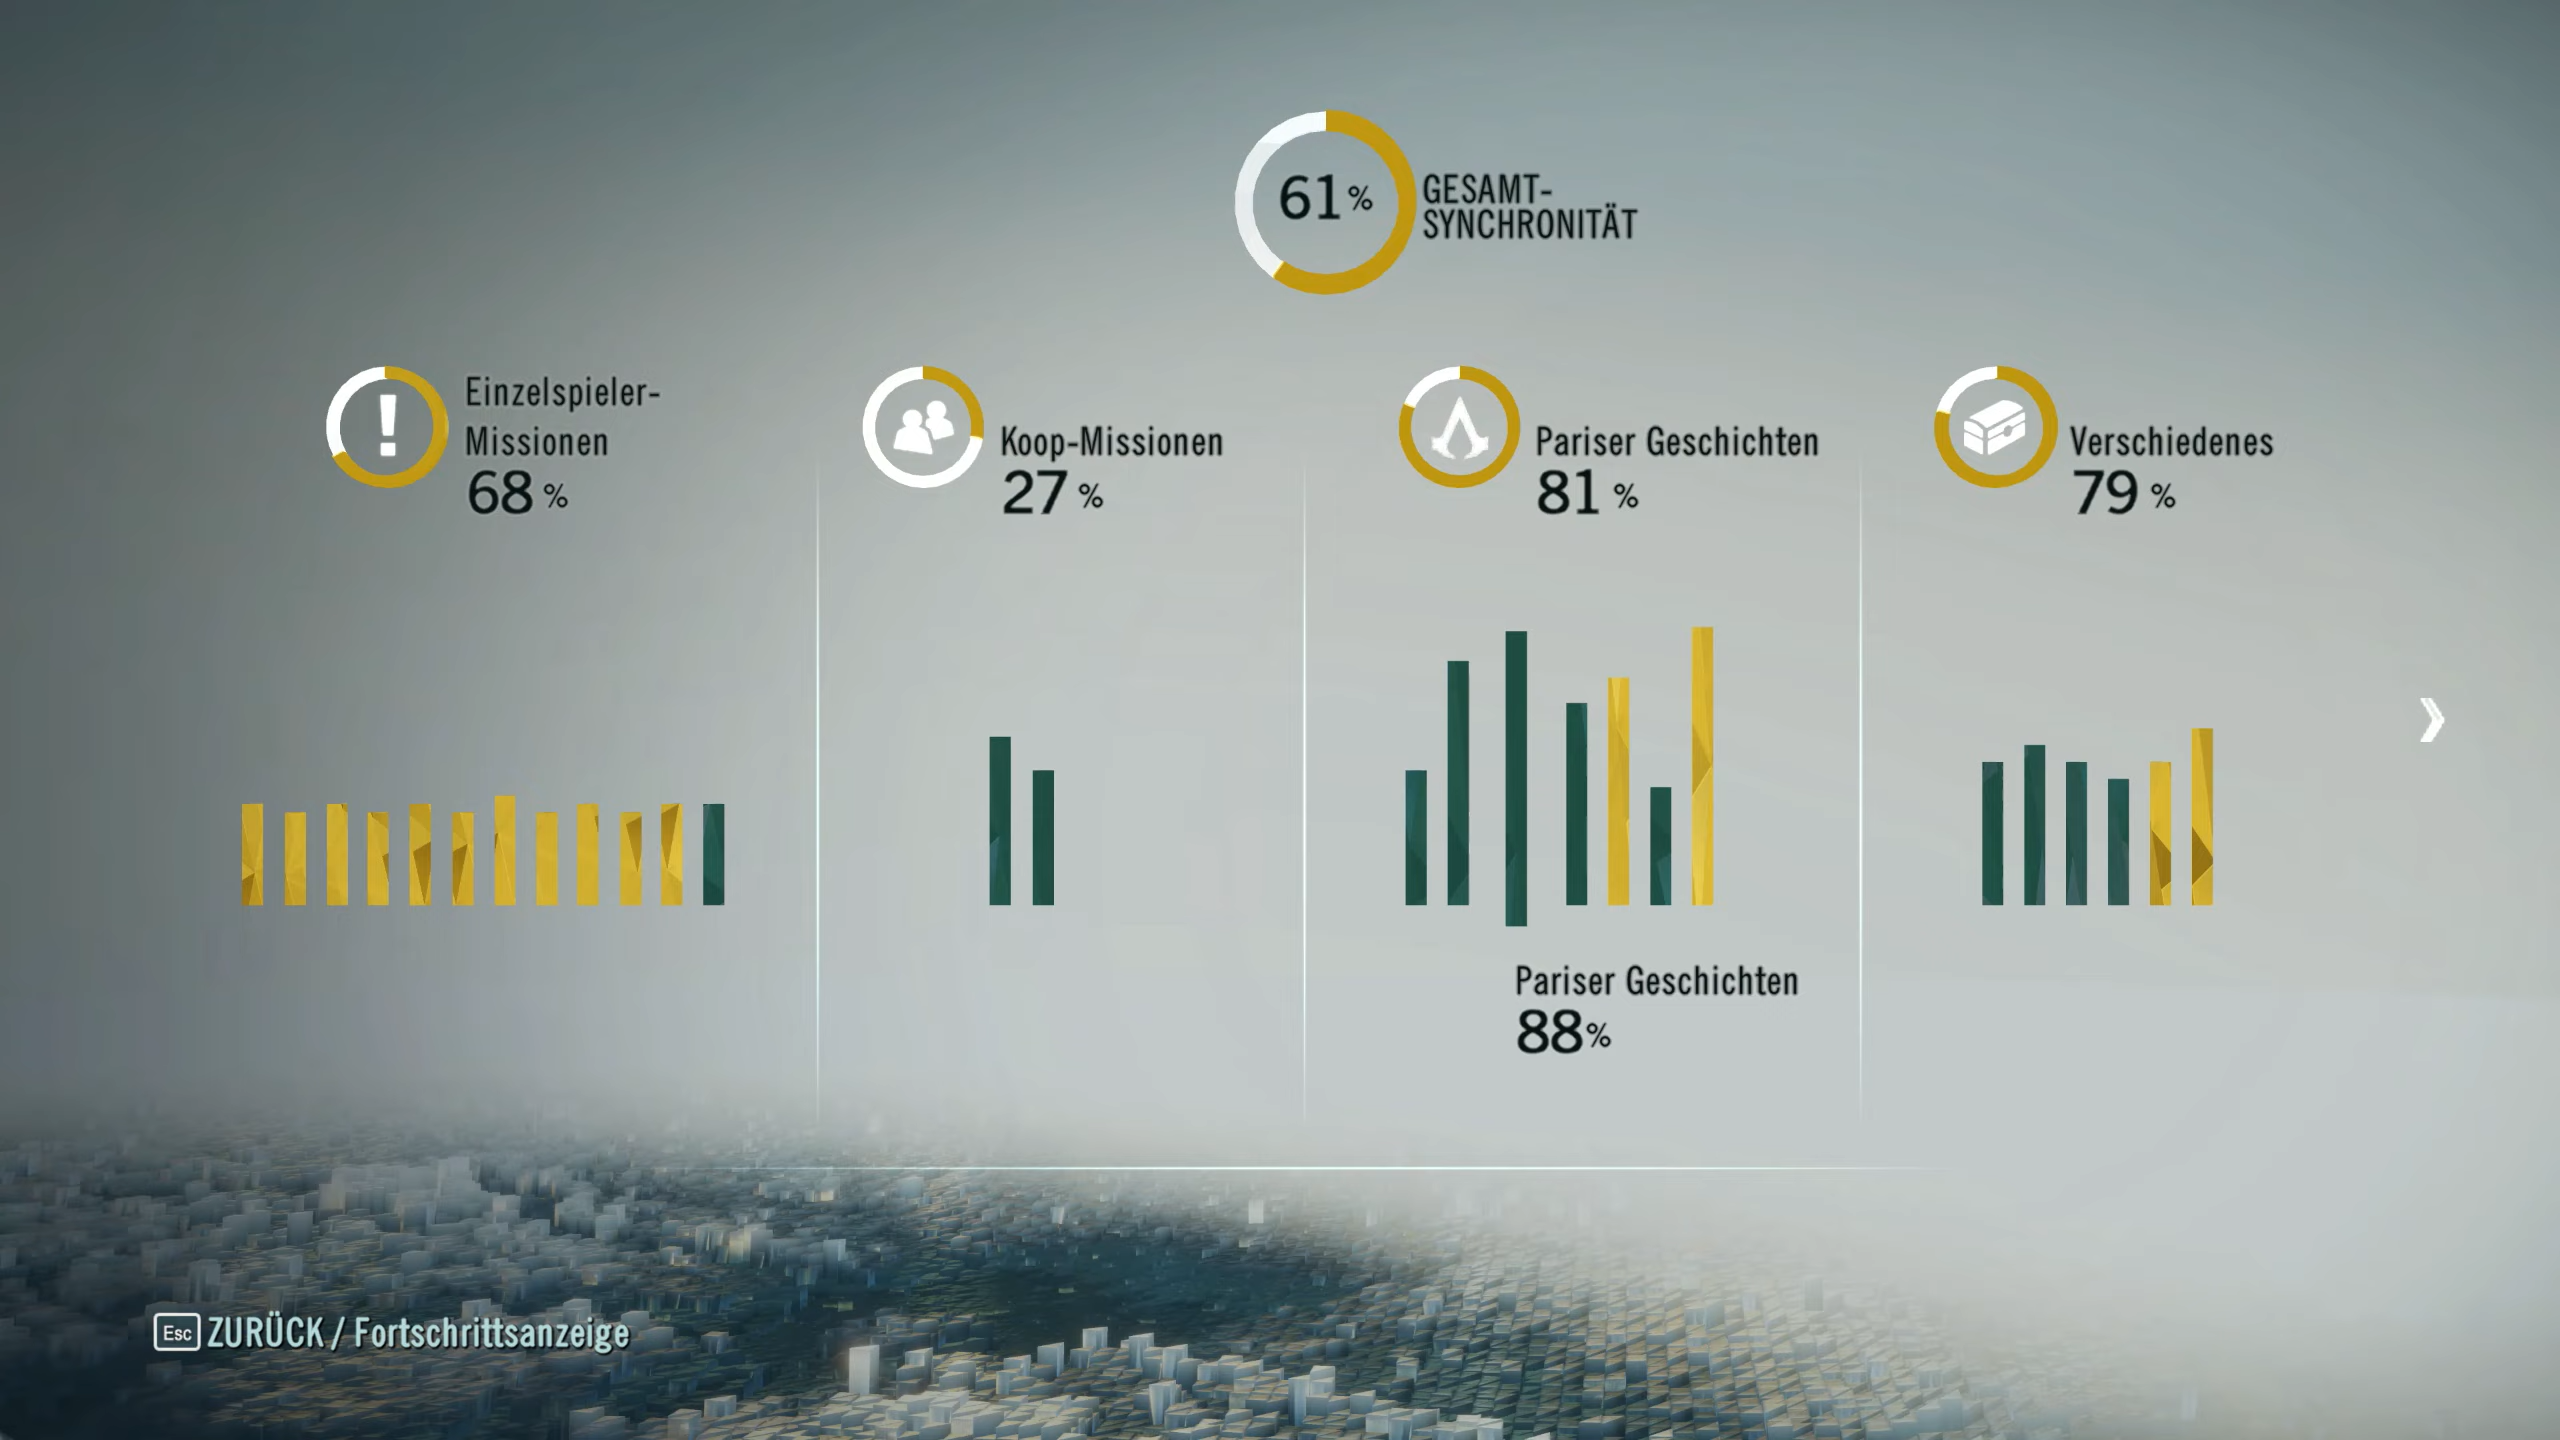 61%
GESAMT-
SYNCHRONITÄT
Einzelspieler-
Missionen
68 %
Koop-Missionen
27 %
Pariser Geschichten
81 %
Verschiedenes
79 %
Pariser Geschichten
88%
Esc ZURÜCK / Fortschrittsanzeige